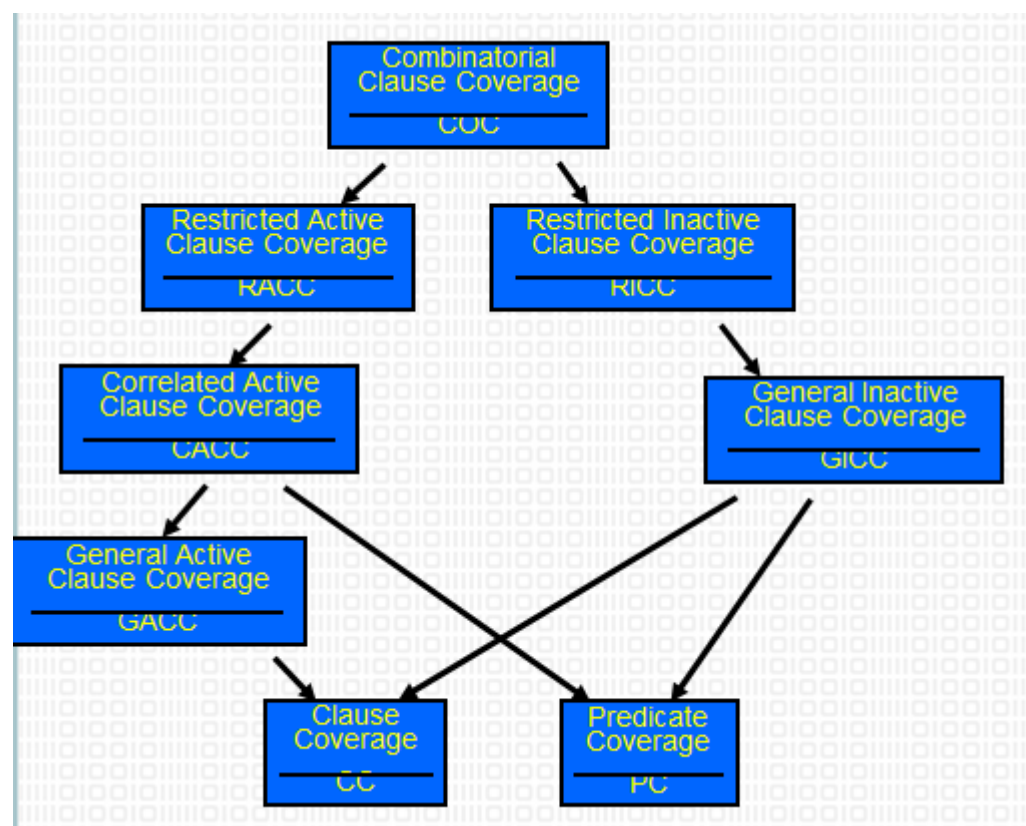 Combinatorial
Clause Coverage
COC
Restricted Active
Clause Coverage
RACC
Restricted Inactive
Clause Coverage
RICC
Correlated Active
Clause Coverage
CACC
General Inactive
Clause Coverage
GICC
General Active
Clause Coverage
GACC
Clause
Coverage
CC
Predicate
Coverage
PC